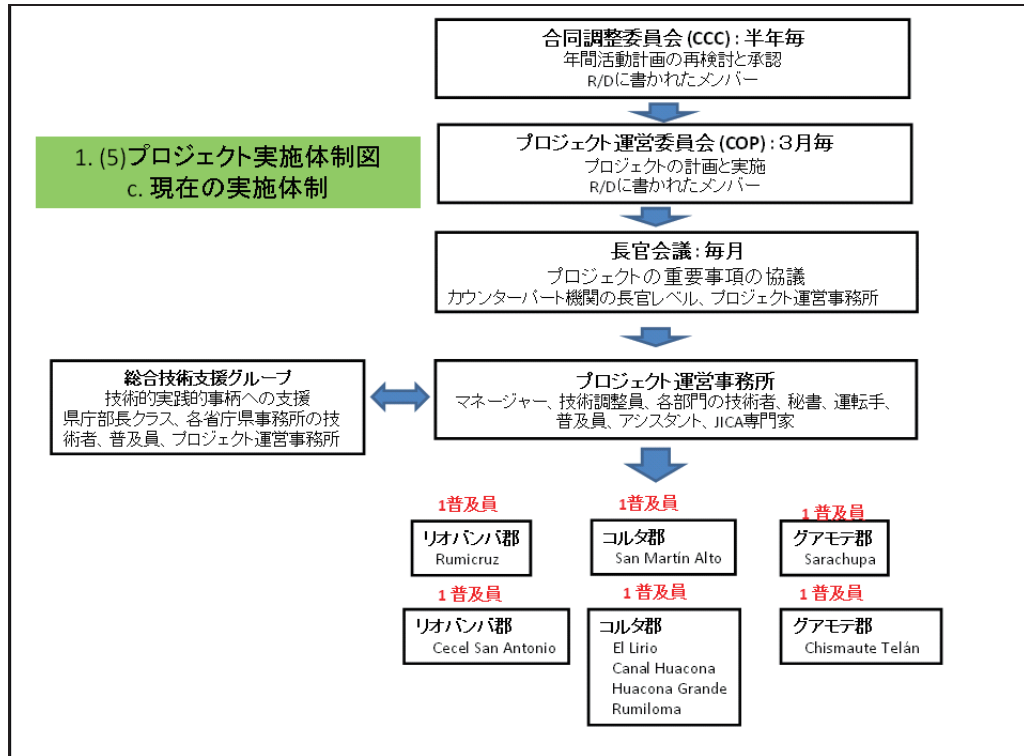 合同調整委員会 (CCC) : 半年毎
年間活動計画の再検討と承認
R/Dに書かれたメンバー
1. (5)プロジェクト実施体制図
c. 現在の実施体制
プロジェクト運営委員会 (COP) : 3月毎
プロジェクトの計画と実施
R/Dに書かれたメンバー
長官会議 : 毎月
プロジェクトの重要事項の協議
カウンターパート機関の長官レベル、プロジェクト運営事務所
総合技術支援グループ
技術的実践的事柄への支援
県庁部長クラス、各省庁県事務所の技
術者、普及員、プロジェクト運営事務所
プロジェクト運営事務所
マネージャー、技術調整員、各部門の技術者、秘書、運転手、
普及員、アシスタント、JICA専門家
1普及員
1普及員
1 普及員
リオバンバ郡
Rumicruz
コルタ郡
San Martín Alto
グアモテ郡
Sarachupa
1 普及員
1 普及員
1 普及員
リオバンバ郡
Cecel San Antonio
コルタ郡
El Lirio
Canal Huacona
Huacona Grande
Rumiloma
グアモテ郡
Chismaute Telán